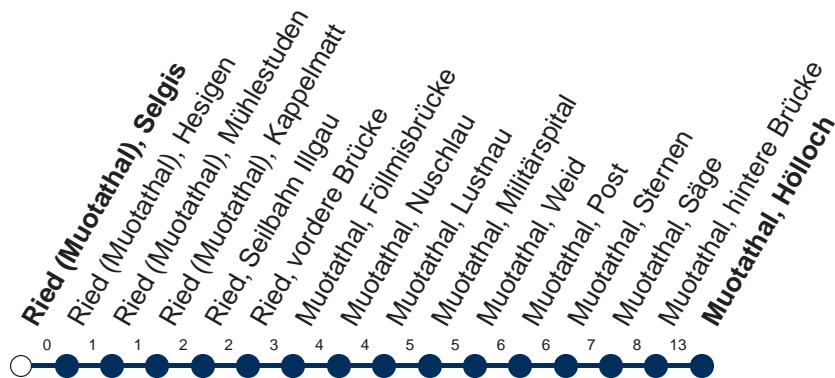 Ried (Muotathal), Selgis
Ried (Muotathal), Hesigen
Ried (Muotathal), Mühlestuden
Ried (Muotathal), Kappelmatt
Ried, Seilbahn Illgau
Ried, vordere Brücke
Muotathal, Föllmisbrücke
Muotathal, Nuschlau
Muotathal, Lustnau
Muotathal, Militärspital
Muotathal, Weid
Muotathal, Post
Muotathal, Sternen
Muotathal, Säge
Muotathal, hintere Brücke
Muotathal, Hölloch
0 1 1 2 2 3 4 4 5 5 6 6 7 8 13